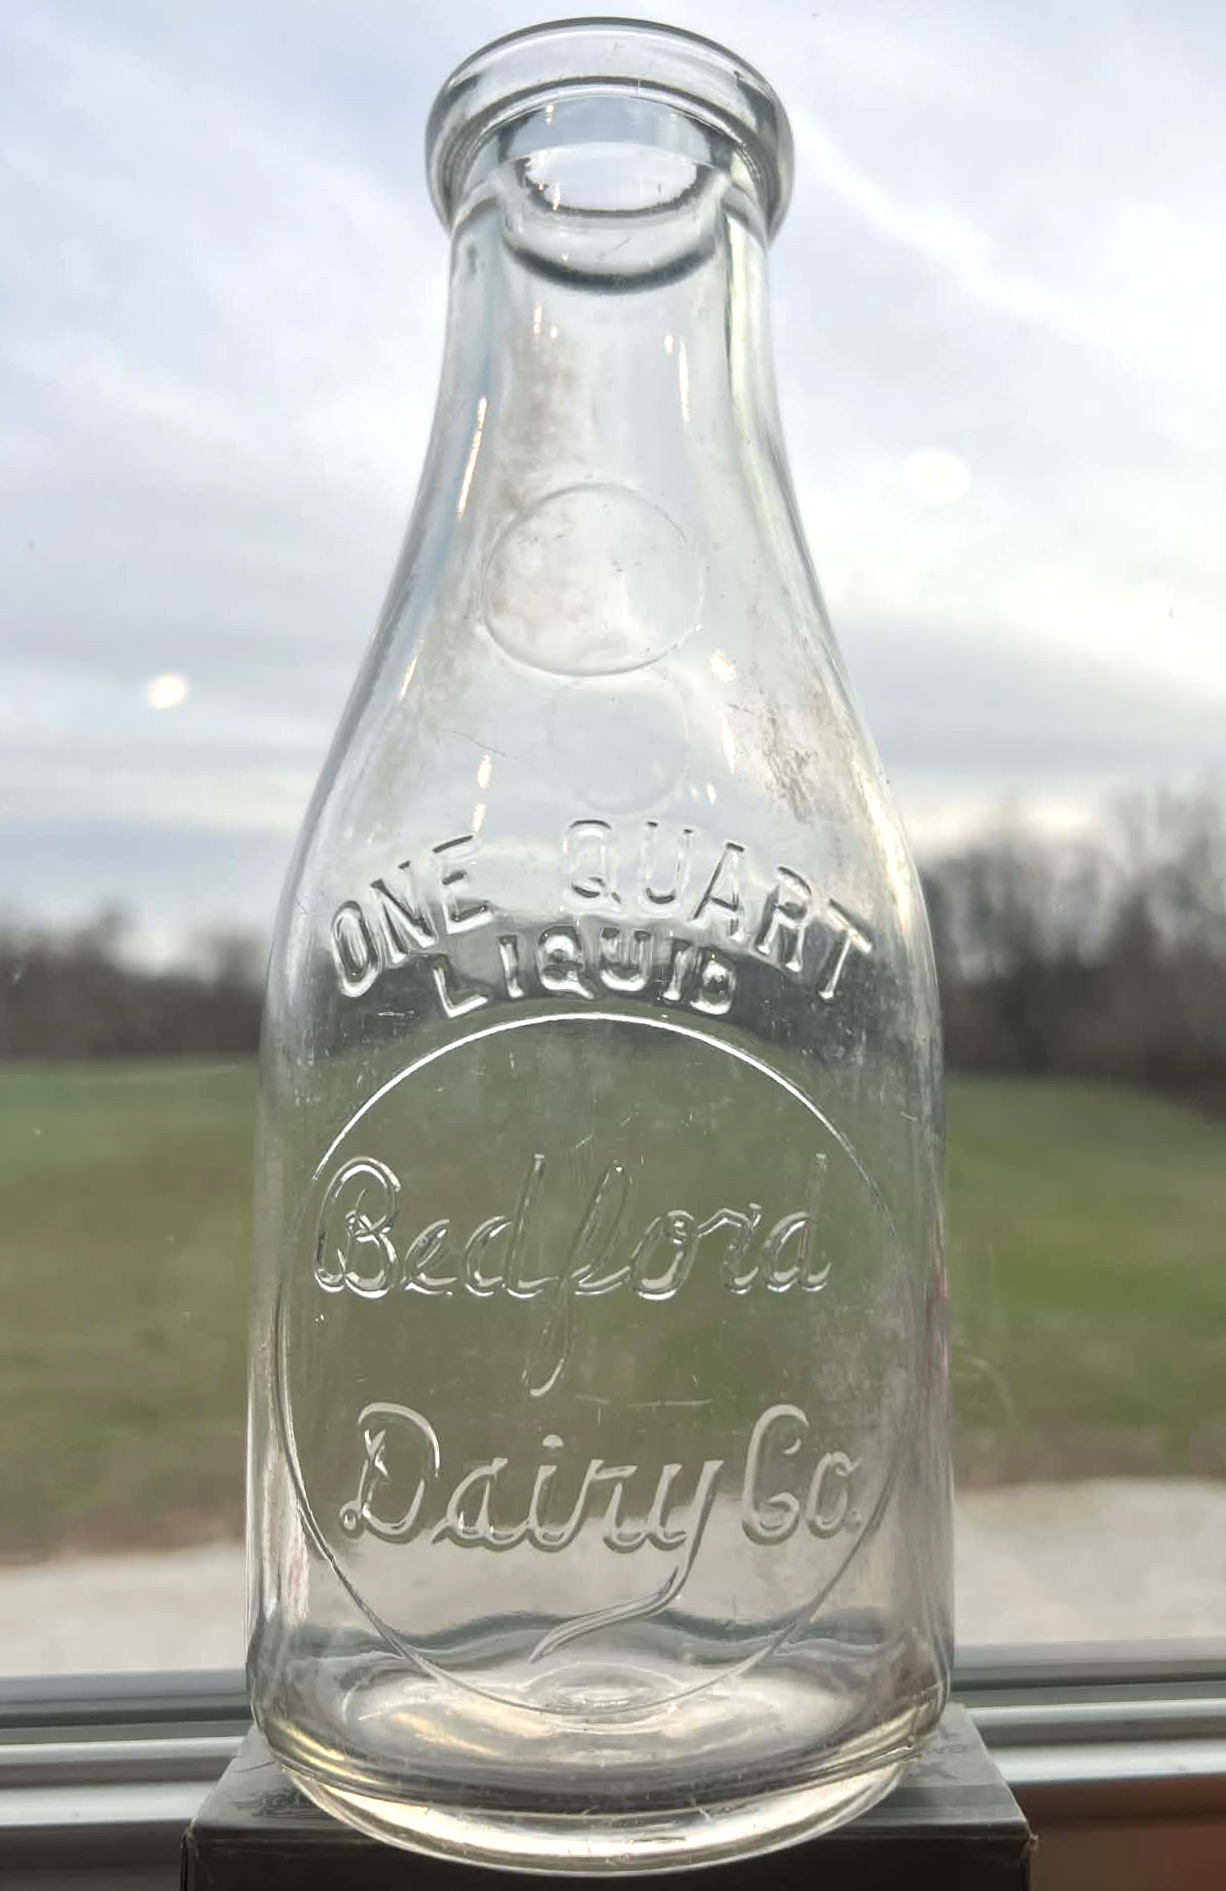 ONE QUART
LIQUID
Bedford
Dairy Co.